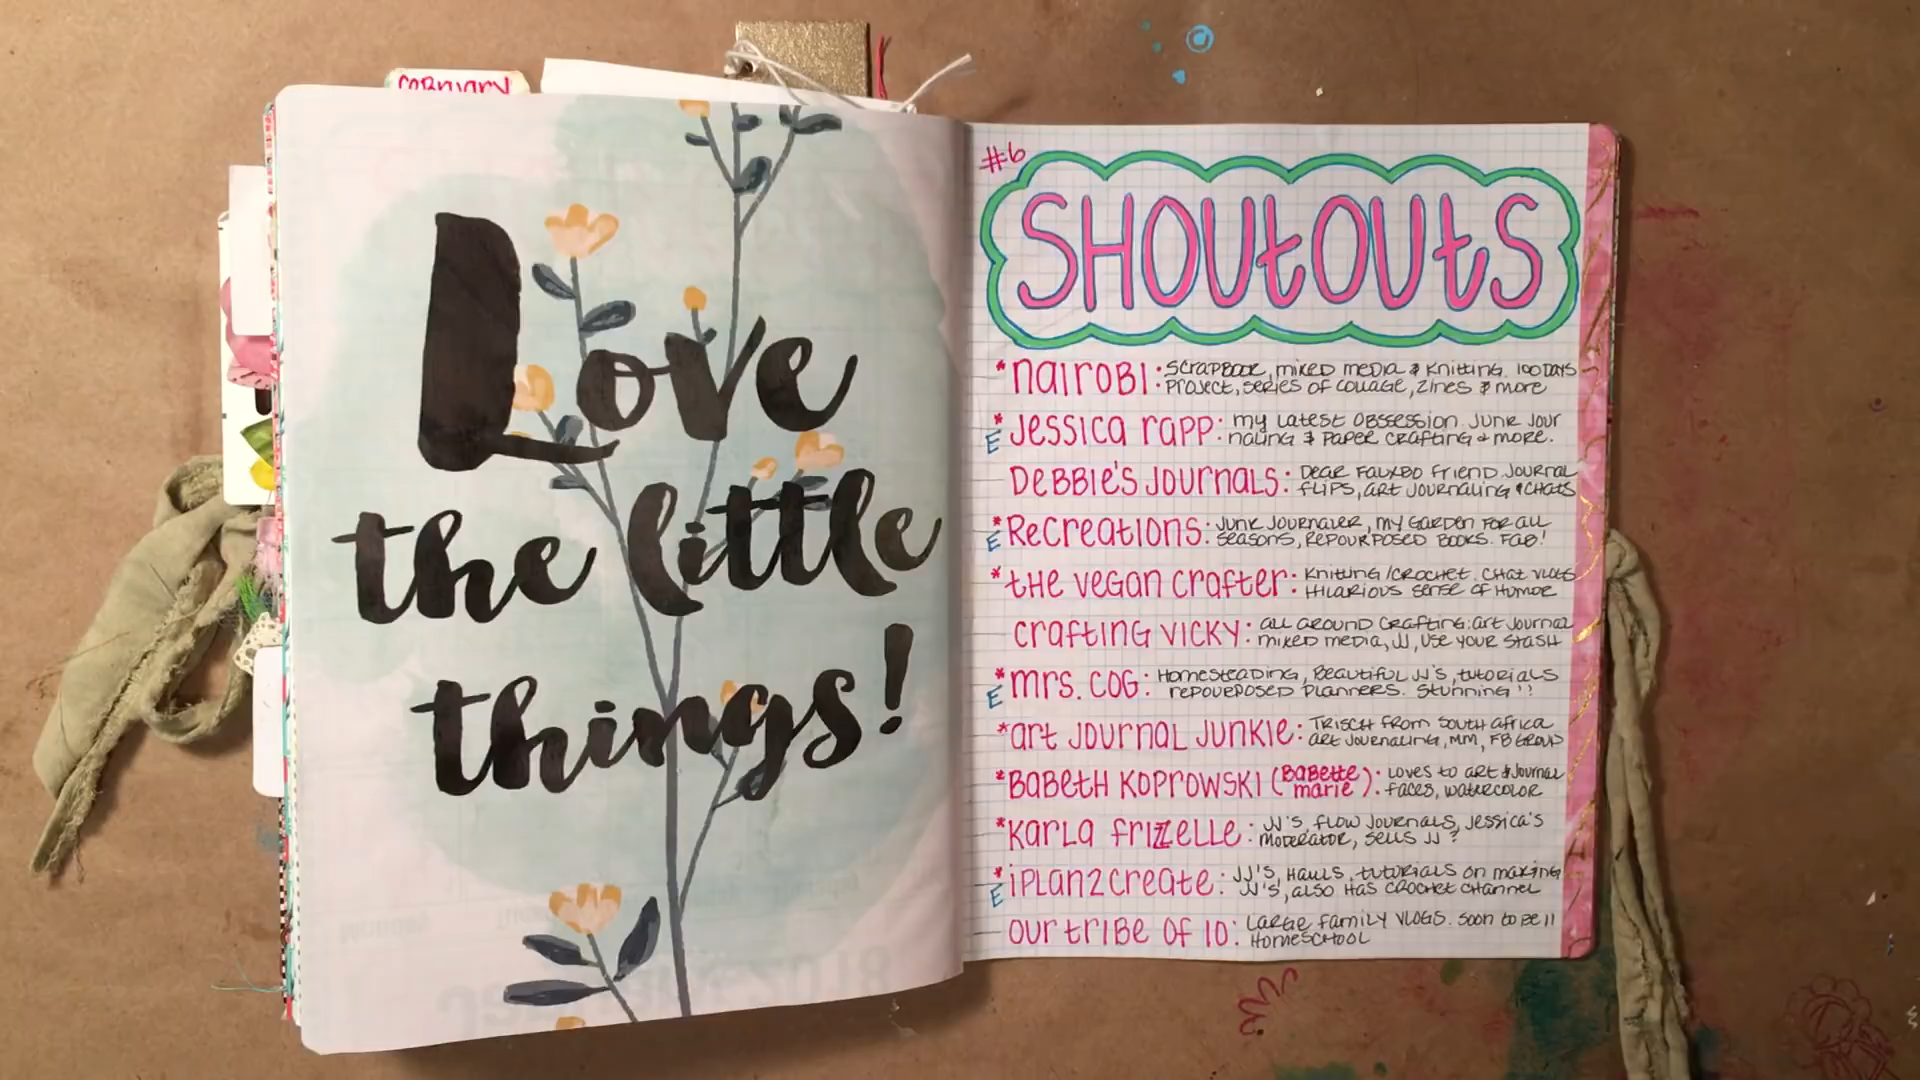 February
Love
the little
things!
#6
SHOUtOUtS
* nairobi: Scrapbook, mixed media & Knitting. 100 Days
project, series of collage, zines & more
* Jessica rapp: my latest obsession. Junk Jour
E naling & paper crafting & more.
Debbie's Journals: Dear Fauxbo friend. Journal
flips, art journaling & chats
* Recreations: Junk Journaler, my Garden for all
E seasons, repourposed books. Fab!
* the vegan crafter: Knitting/crochet. Chat vlogs
Hilarious sense of Humor
crafting vicky: all around crafting: art journal
mixed media, JJ, use your stash
* mrs. cog: Homesteading, Beautiful JJ's, tutorials
E repourposed planners. Stunning!!
* art Journal Junkie: Trisch from South Africa
art journaling, MM, FB Group
* Babeth Koprowski (Babette marie): Loves to art & Journal
faces, watercolor
* Karla frizzelle: JJ's, flow journals, Jessica's
moderator, sells JJ?
* iplan2create: JJ's, Hauls, tutorials on making
E JJ's, also has crochet channel
our tribe of 10: Large family vlogs. Soon to be 11
Homeschool